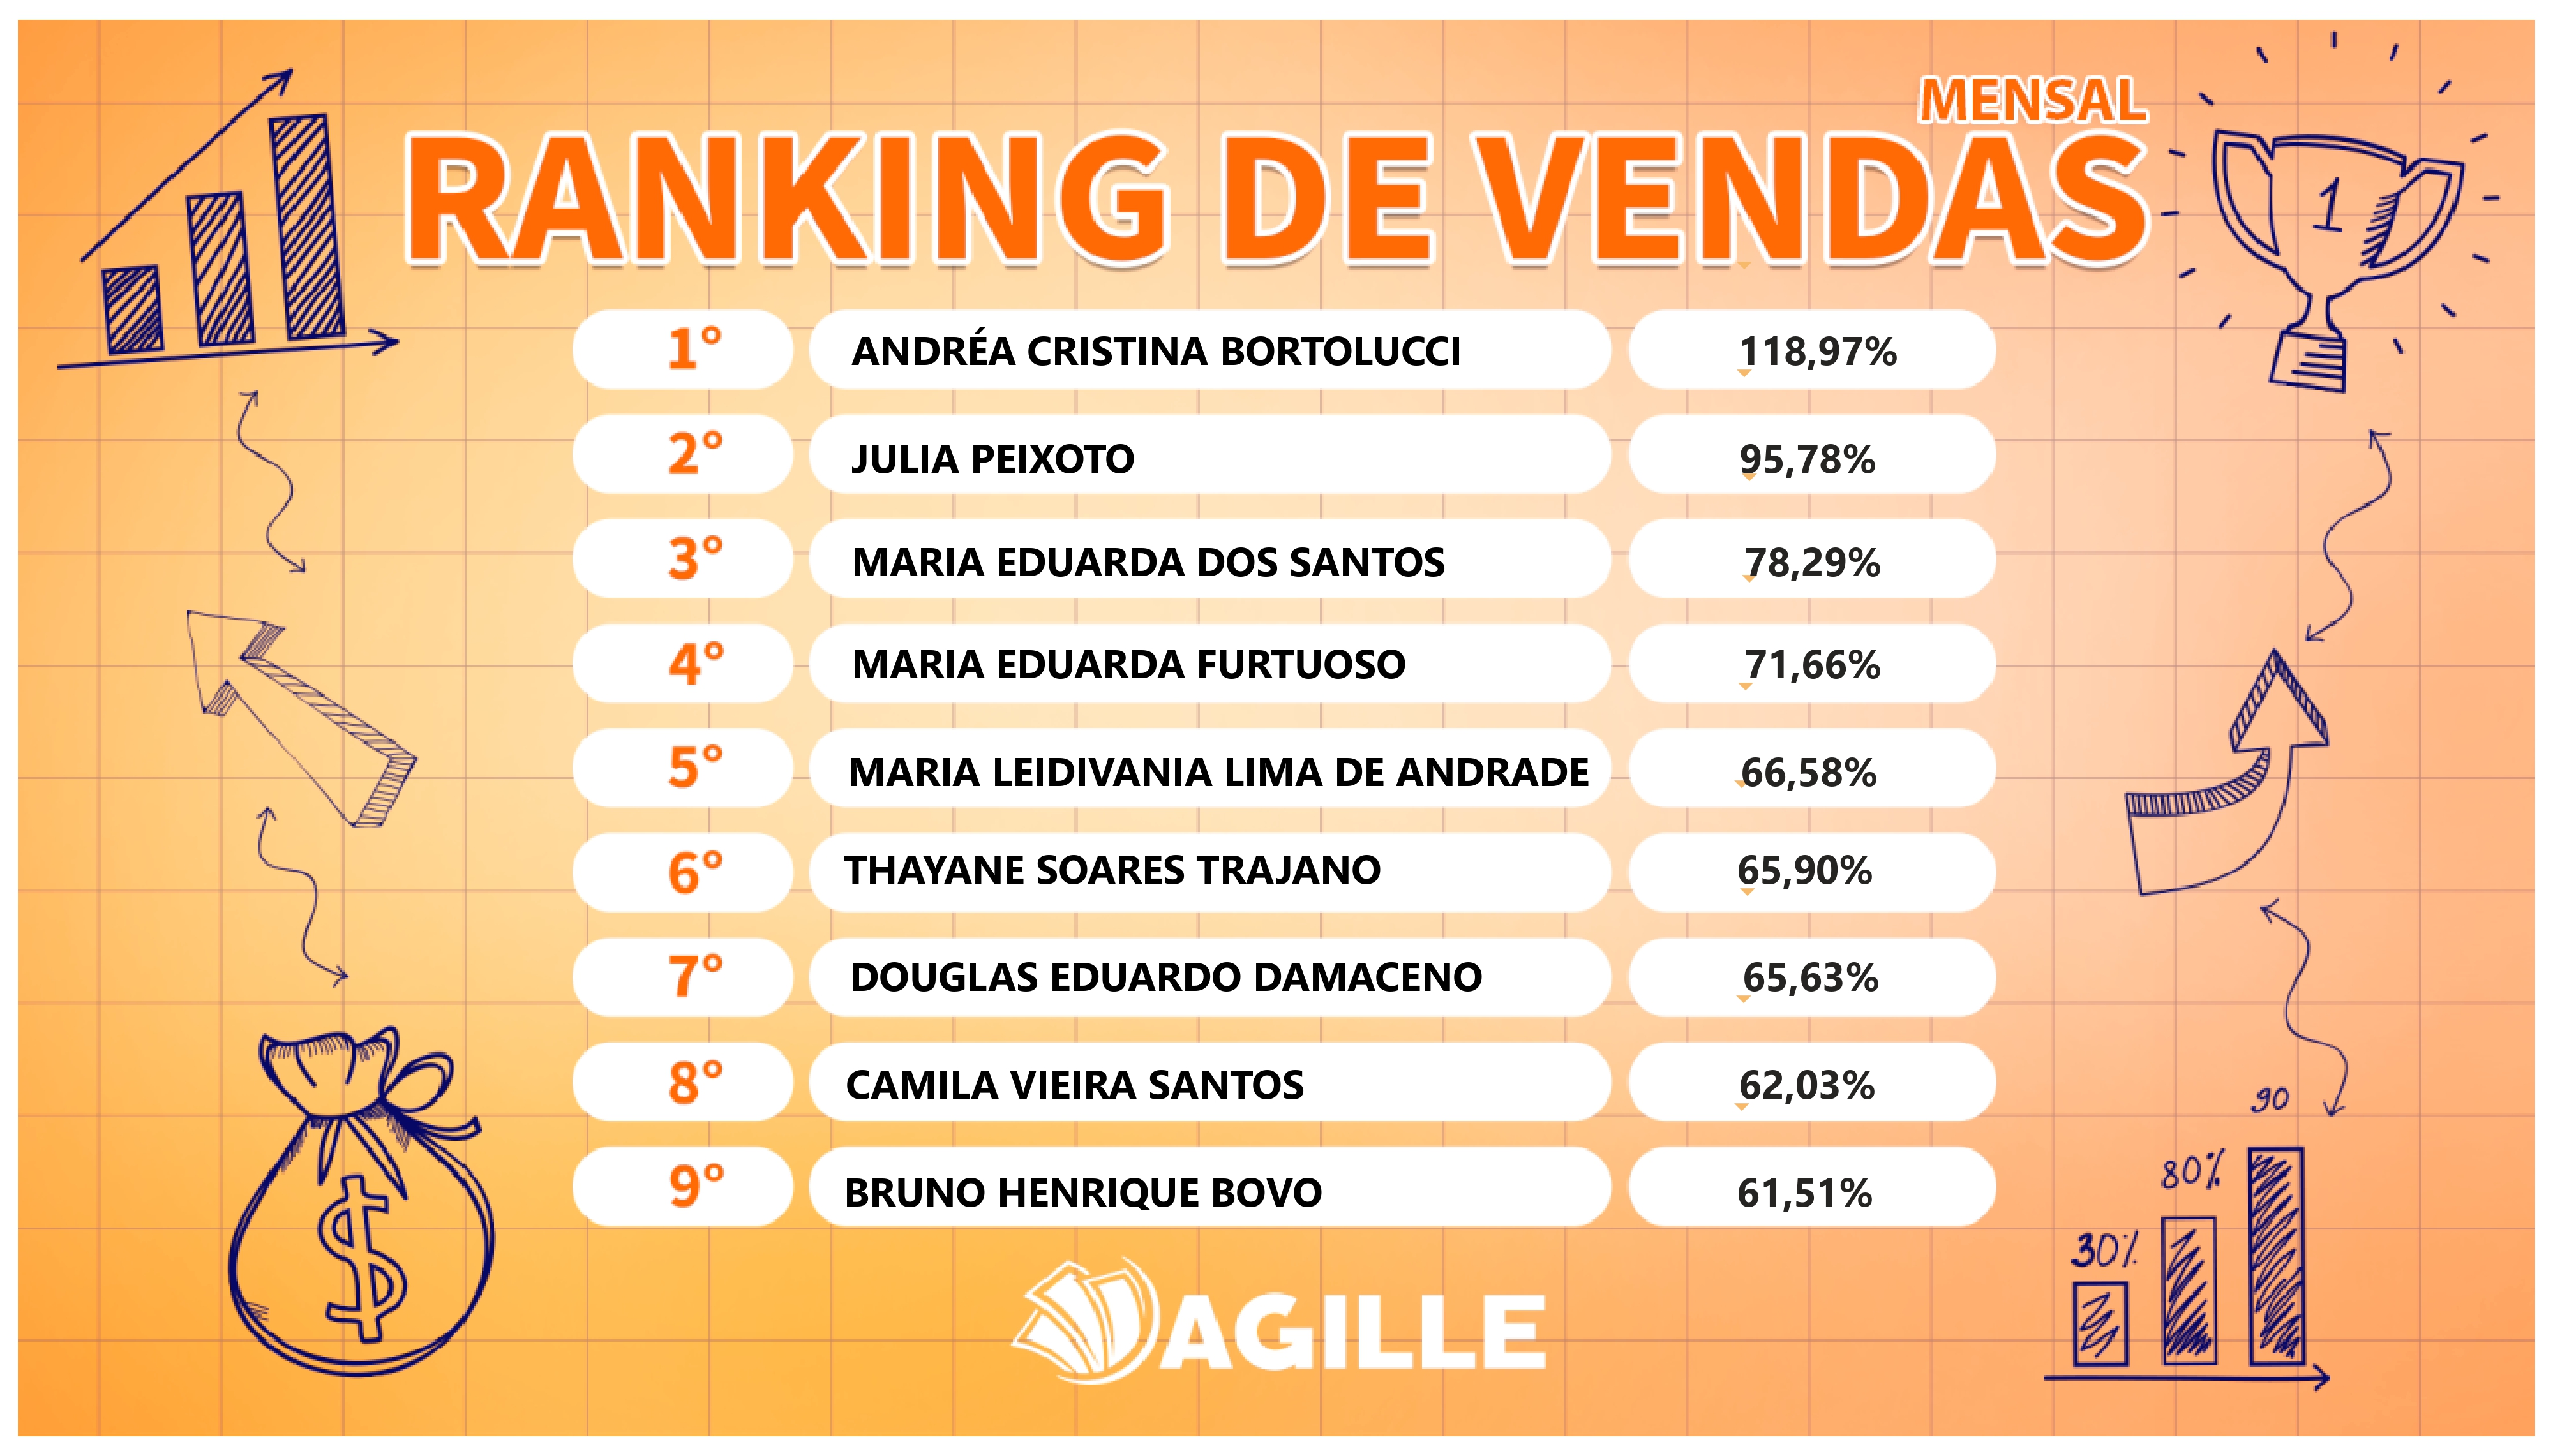 MENSAL
RANKING DE VENDAS
1
1° ANDRÉA CRISTINA BORTOLUCCI 118,97%
2° JULIA PEIXOTO 95,78%
3° MARIA EDUARDA DOS SANTOS 78,29%
4° MARIA EDUARDA FURTUOSO 71,66%
5° MARIA LEIDIVANIA LIMA DE ANDRADE 66,58%
6° THAYANE SOARES TRAJANO 65,90%
7° DOUGLAS EDUARDO DAMACENO 65,63%
8° CAMILA VIEIRA SANTOS 62,03%
9° BRUNO HENRIQUE BOVO 61,51%
$
90
80%
30%
AGILLE